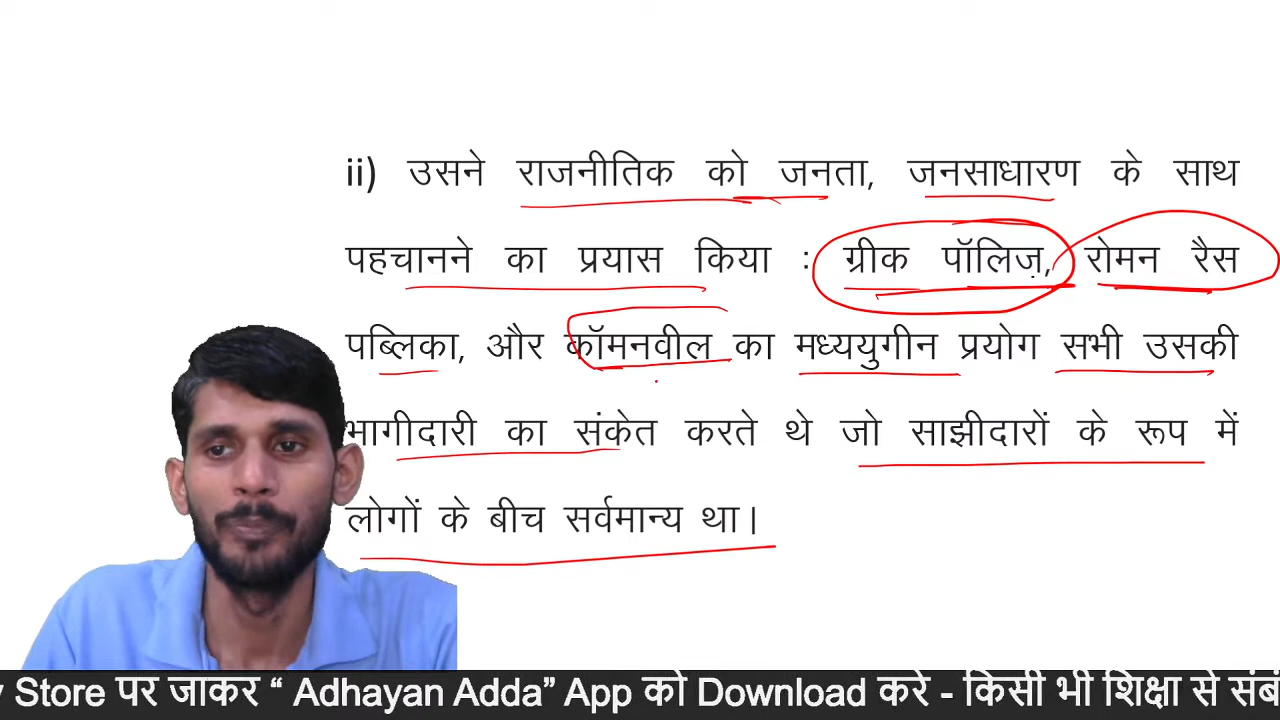 ii) उसने राजनीतिक को जनता, जनसाधारण के साथ
पहचानने का प्रयास किया : ग्रीक पॉलिज़, रोमन रैस
पब्लिका, और कॉमनवील का मध्ययुगीन प्रयोग सभी उसकी
भागीदारी का संकेत करते थे जो साझीदारों के रूप में
लोगों के बीच सर्वमान्य था।
y Store पर जाकर “ Adhayan Adda” App को Download करे - किसी भी शिक्षा से संबं